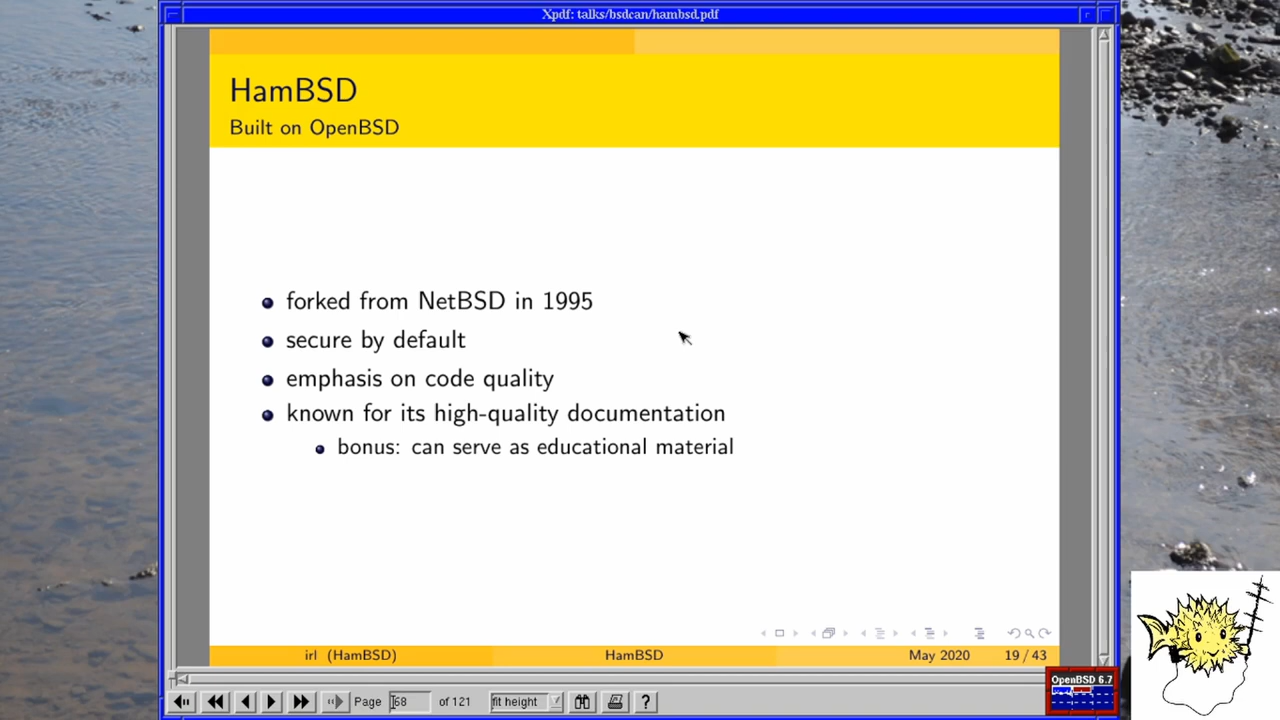 Xpdf: talks/bsdcan/hambsd.pdf
HamBSD
Built on OpenBSD
forked from NetBSD in 1995
secure by default
emphasis on code quality
known for its high-quality documentation
bonus: can serve as educational material
irl (HamBSD) HamBSD May 2020 19 / 43
OpenBSD 6.7
Page 68 of 121 fit height ?